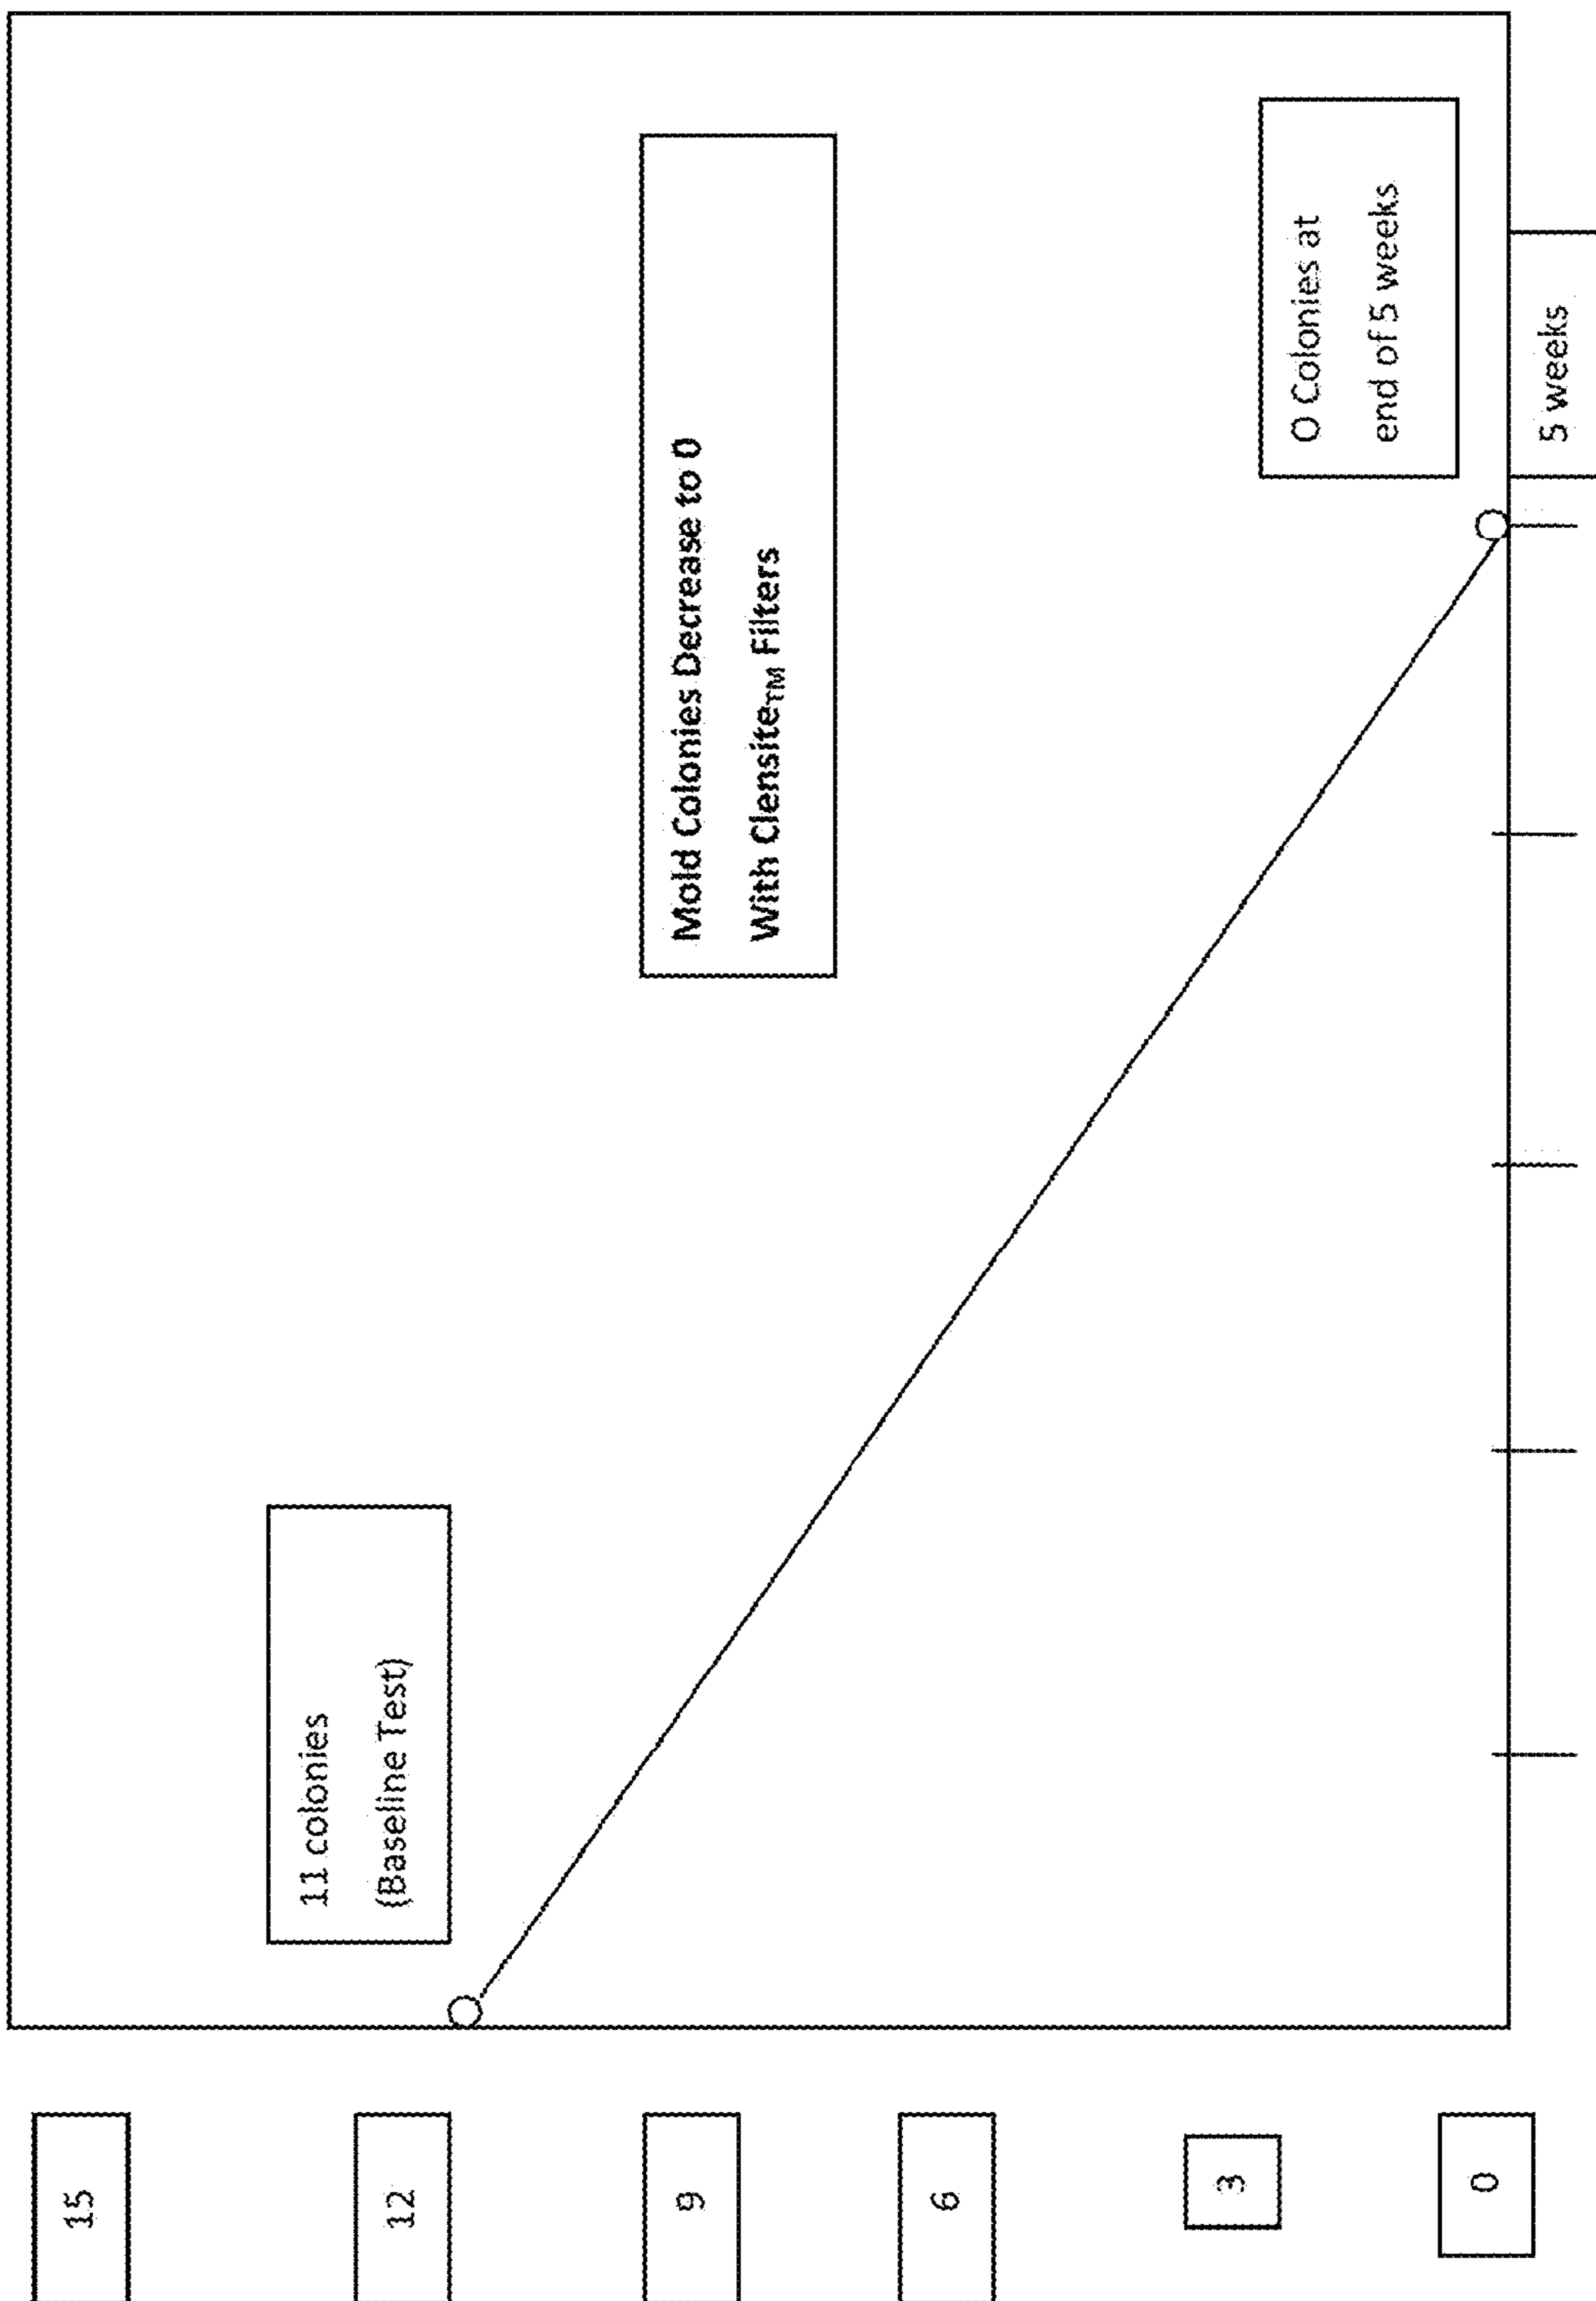 15
12
9
6
3
0
11 colonies
(Baseline Test)
Mold Colonies Decrease to 0
With ClensiteTM Filters
O Colonies at
end of 5 weeks
5 weeks